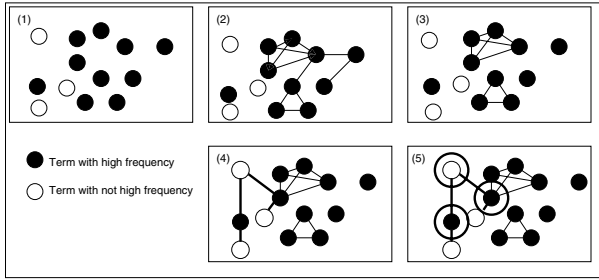 (1)
(2)
(3)
Term with high frequency
Term with not high frequency
(4)
(5)